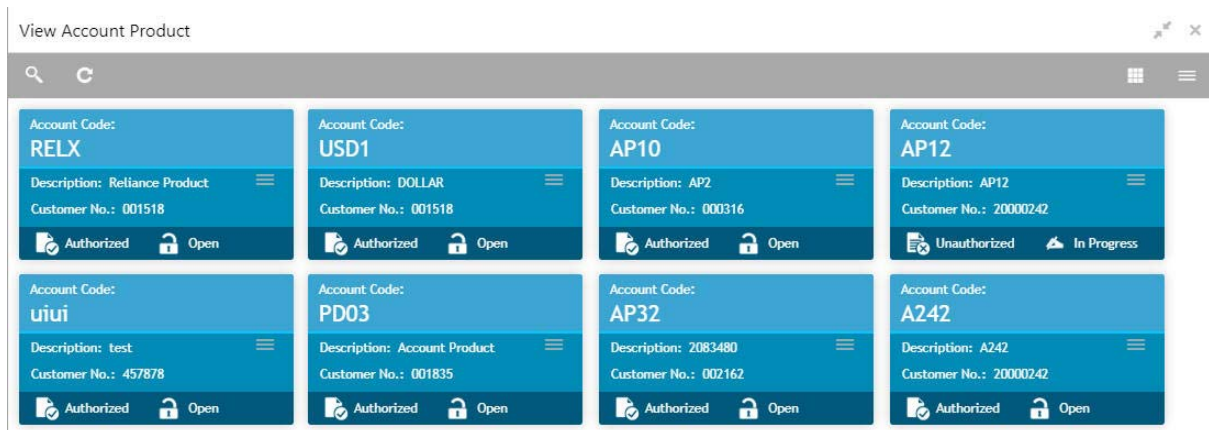 View Account Product
Account Code:
RELX
Description: Reliance Product
Customer No.: 001518
Authorized Open
Account Code:
USD1
Description: DOLLAR
Customer No.: 001518
Authorized Open
Account Code:
AP10
Description: AP2
Customer No.: 000316
Authorized Open
Account Code:
AP12
Description: AP12
Customer No.: 20000242
Unauthorized In Progress
Account Code:
uiui
Description: test
Customer No.: 457878
Authorized Open
Account Code:
PD03
Description: Account Product
Customer No.: 001835
Authorized Open
Account Code:
AP32
Description: 2083480
Customer No.: 002162
Authorized Open
Account Code:
A242
Description: A242
Customer No.: 20000242
Authorized Open